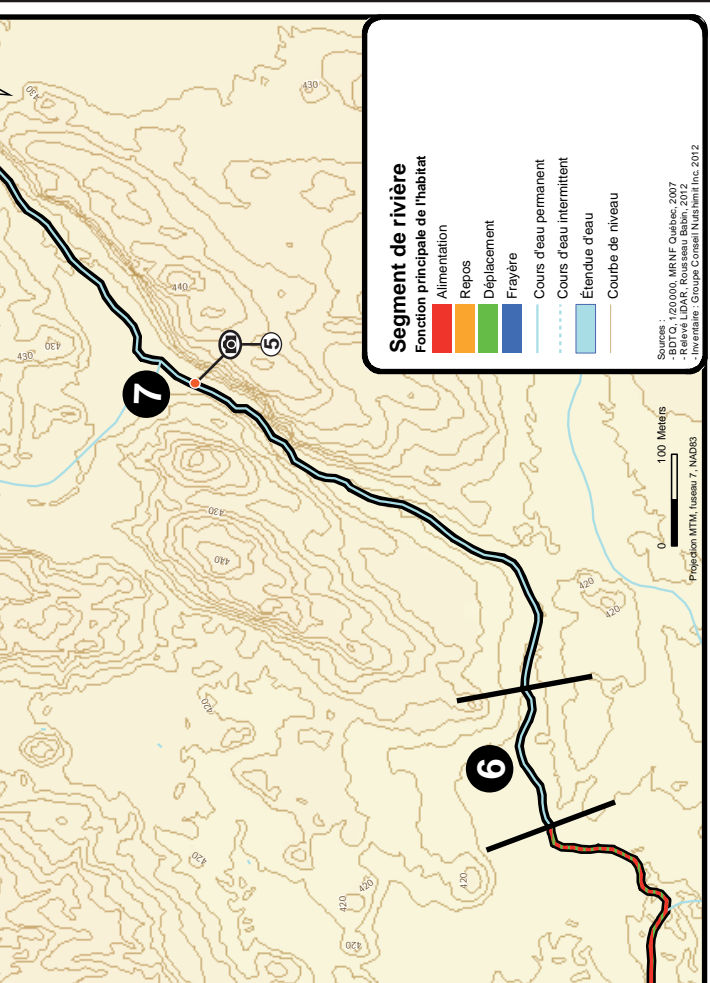 Segment de rivière
Fonction principale de l'habitat
Alimentation
Repos
Déplacement
Frayère
Cours d'eau permanent
Cours d'eau intermittent
Étendue d'eau
Courbe de niveau
Sources :
- BDTQ, 1/20 000, MRNF Québec, 2007
- Relevé LiDAR, Rousseau Babin, 2012
- Inventaire : Groupe Conseil Nutshimit Inc. 2012
0 100 Meters
Projection MTM, fuseau 7, NAD83
7
5
6
430
430
430
430
440
430
440
420
420
420
420
420
420
420
420